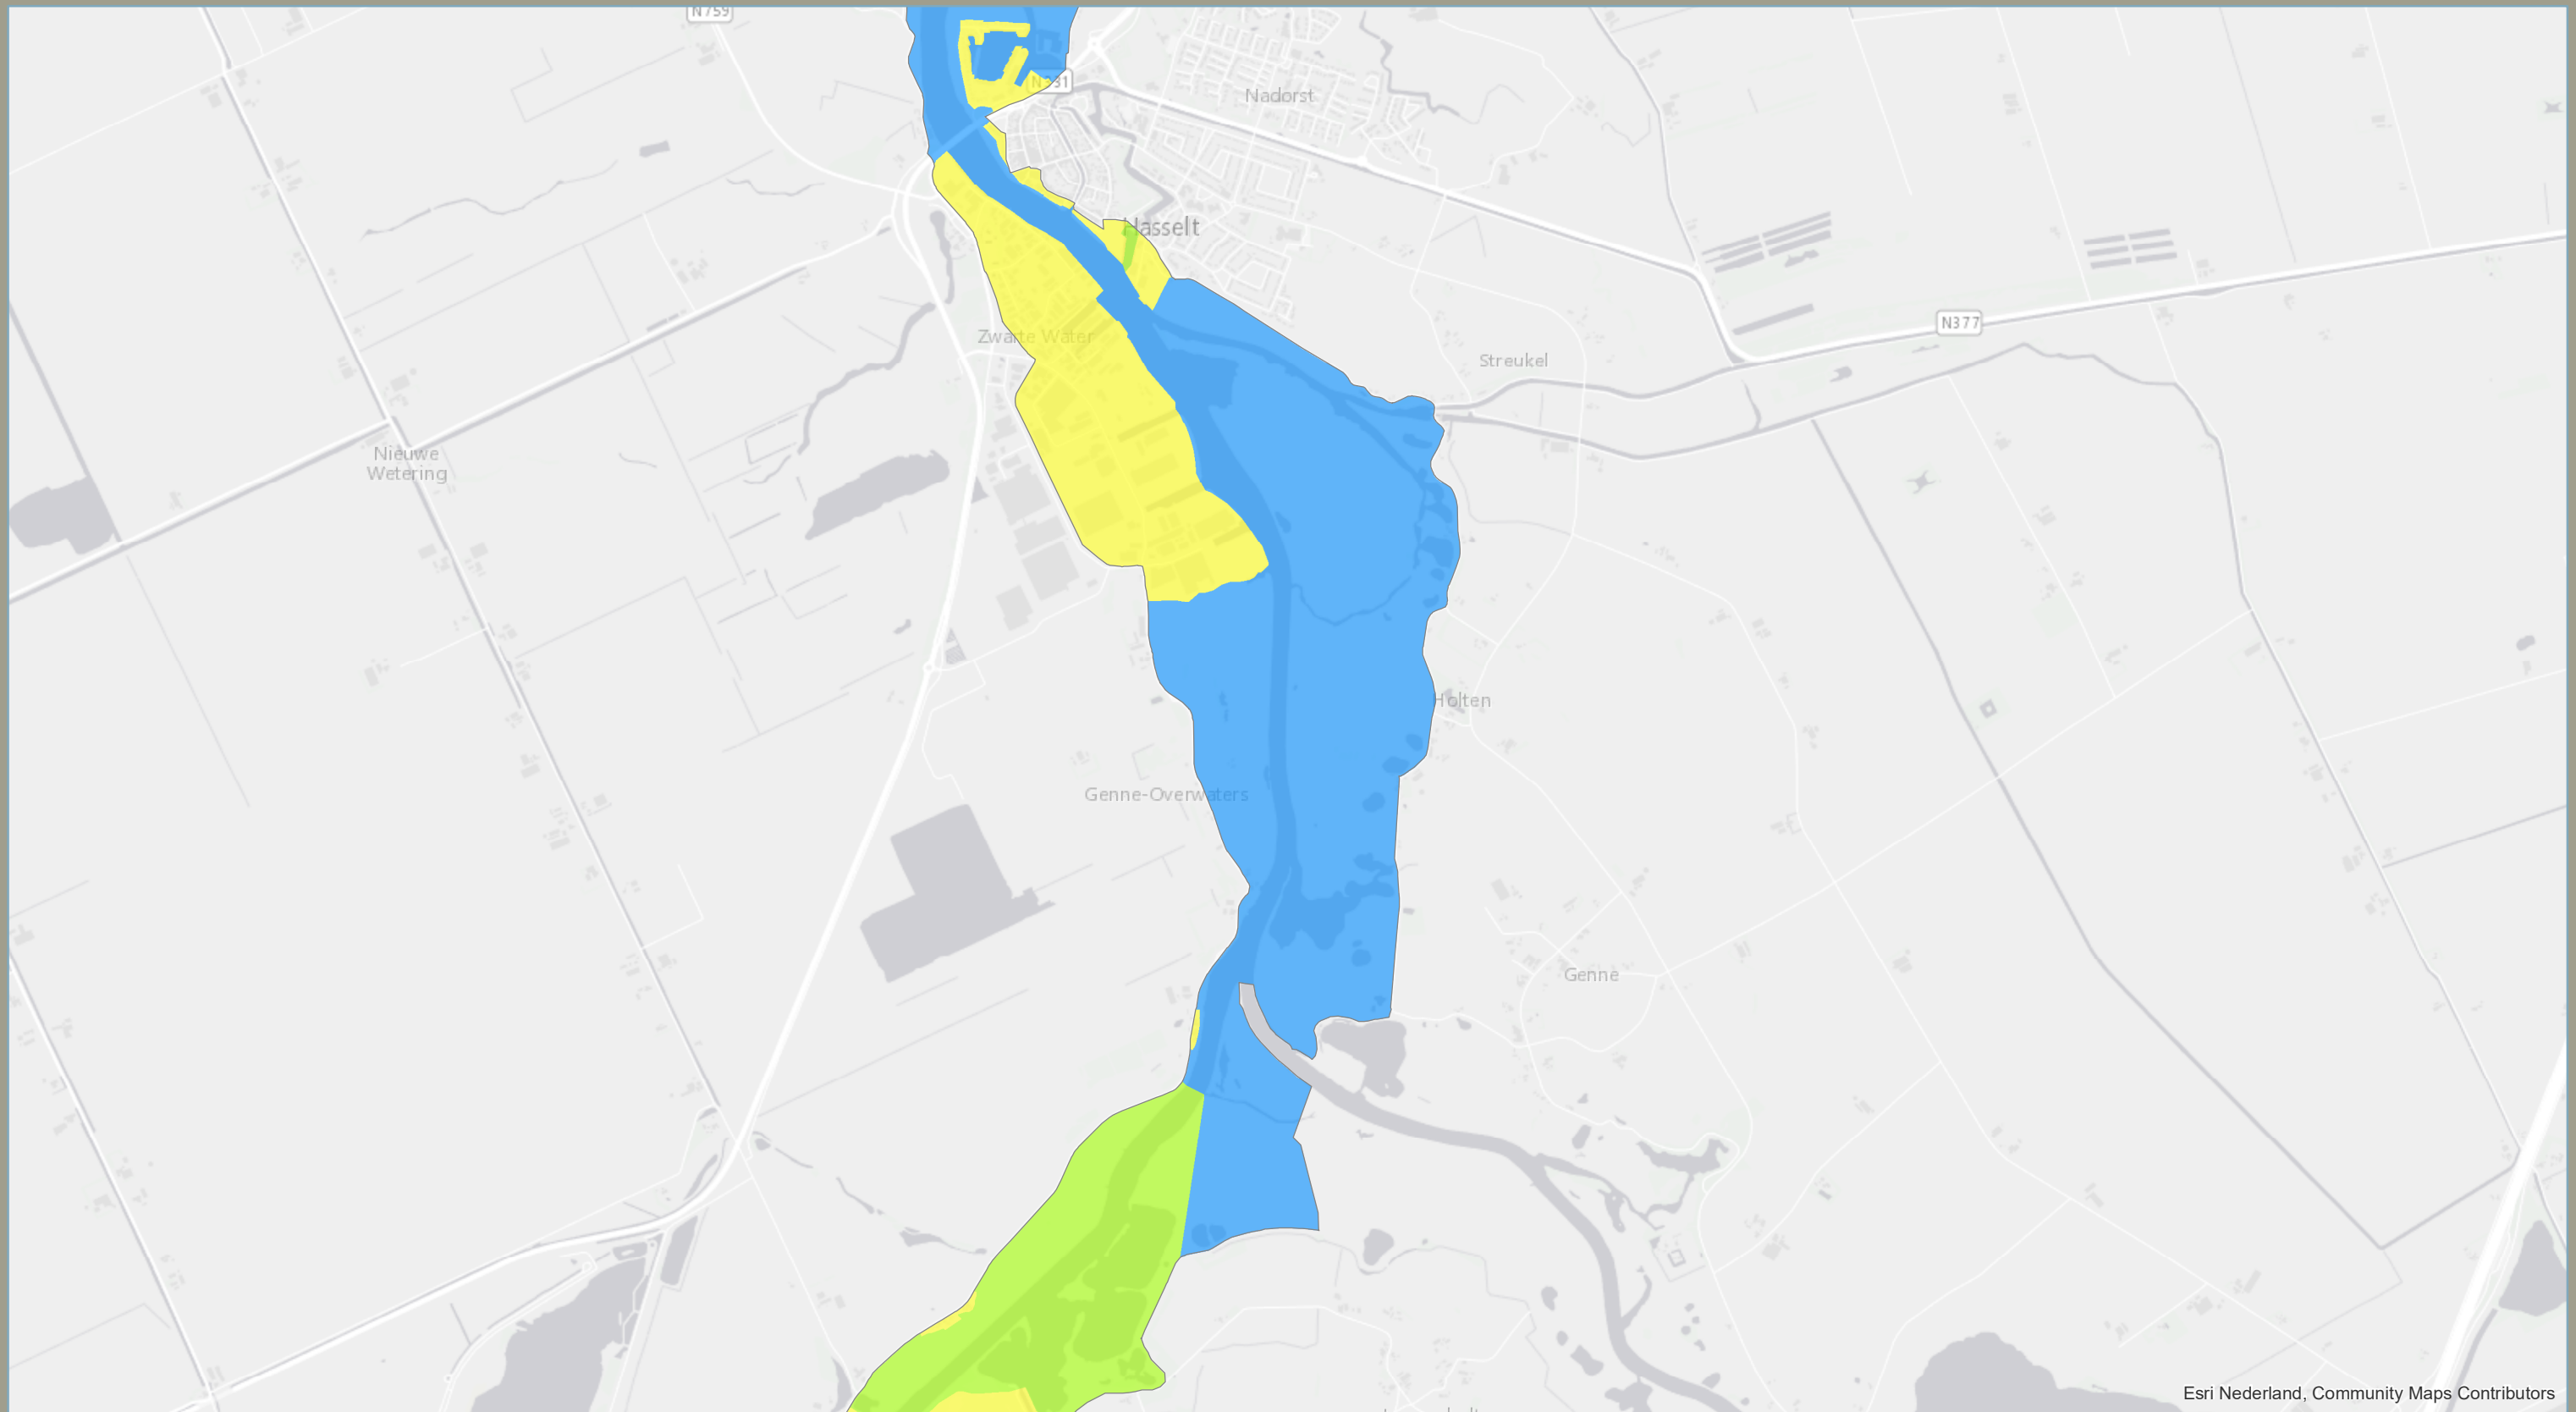 N759
N331
Nadorst
Hasselt
N377
Zwarte Water
Streukel
Nieuwe
Wetering
Holten
Genne-Overwaters
Genne
Esri Nederland, Community Maps Contributors